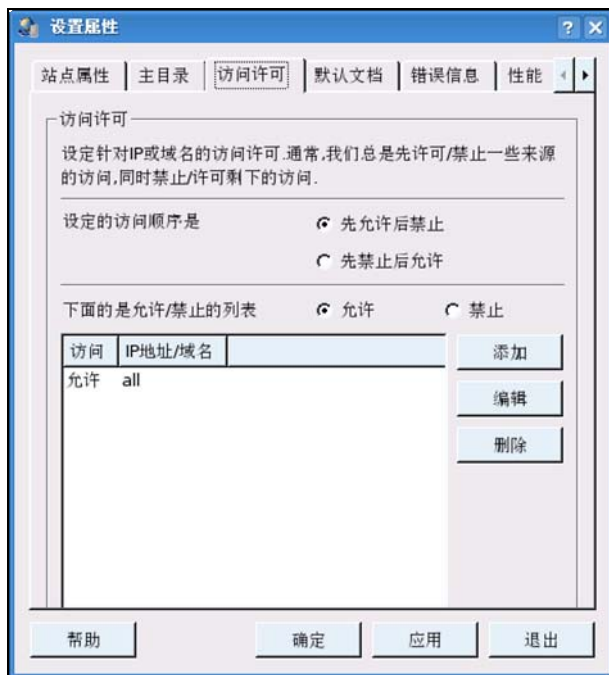 设置属性
站点属性 主目录 访问许可 默认文档 错误信息 性能
访问许可
设定针对IP或域名的访问许可.通常,我们总是先许可/禁止一些来源
的访问,同时禁止/许可剩下的访问.
设定的访问顺序是 先允许后禁止
先禁止后允许
下面的是允许/禁止的列表 允许 禁止
访问 IP地址/域名 添加
允许 all
编辑
删除
帮助 确定 应用 退出